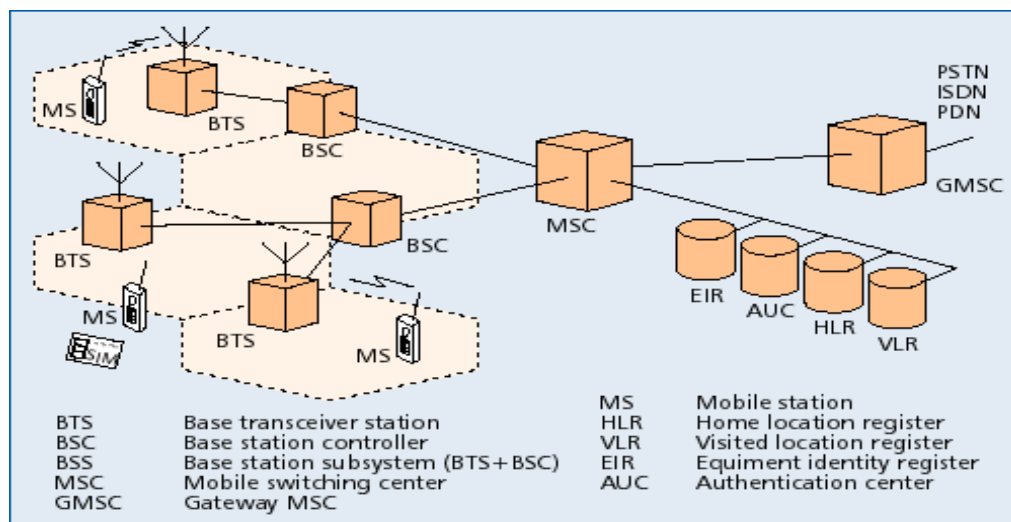 PSTN
ISDN
PDN
MS
BTS
BSC
GMSC
MSC
BSC
BTS
EIR
AUC
HLR
VLR
MS
SIM
BTS
MS
BTS Base transceiver station
BSC Base station controller
BSS Base station subsystem (BTS+BSC)
MSC Mobile switching center
GMSC Gateway MSC
MS Mobile station
HLR Home location register
VLR Visited location register
EIR Equiment identity register
AUC Authentication center